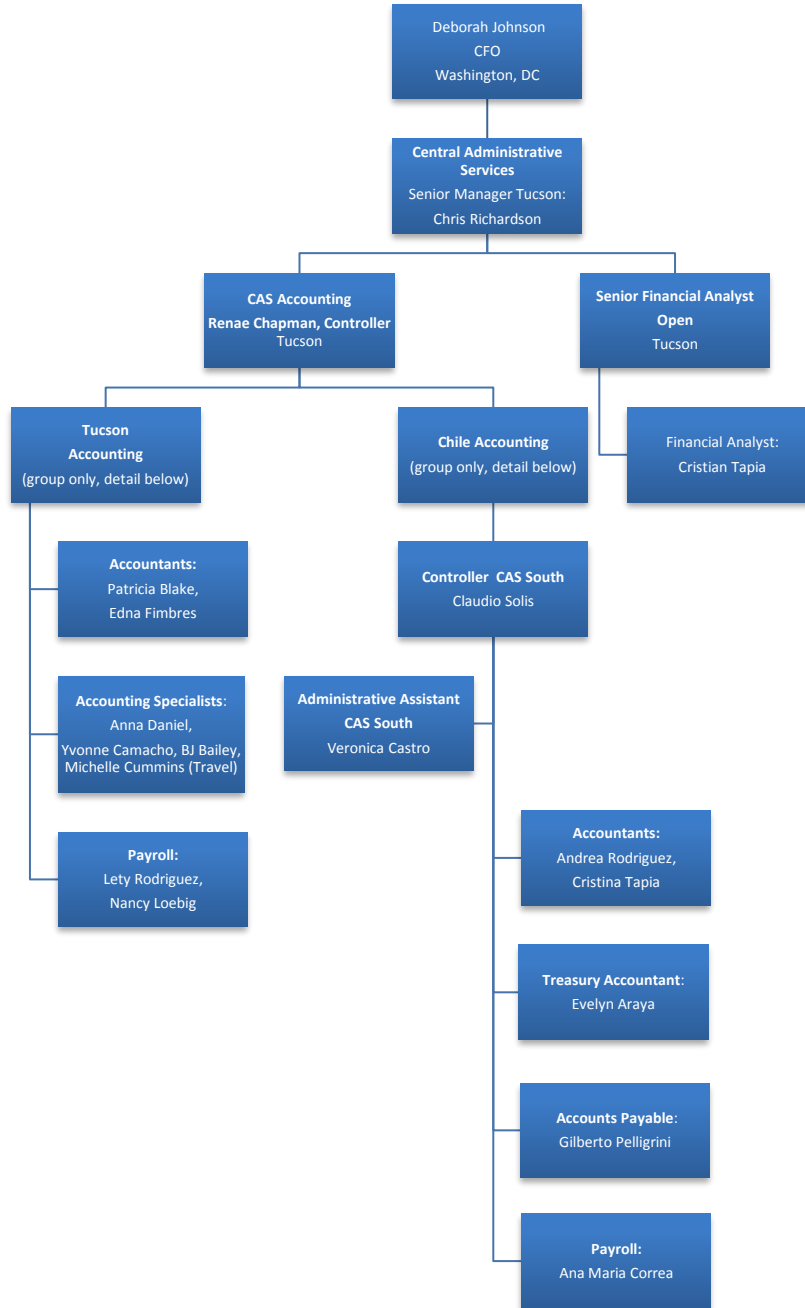 Deborah Johnson
CFO
Washington, DC
Central Administrative
Services
Senior Manager Tucson:
Chris Richardson
CAS Accounting
Renae Chapman, Controller
Tucson
Senior Financial Analyst
Open
Tucson
Tucson
Accounting
(group only, detail below)
Chile Accounting
(group only, detail below)
Financial Analyst:
Cristian Tapia
Accountants:
Patricia Blake,
Edna Fimbres
Controller CAS South
Claudio Solis
Accounting Specialists:
Anna Daniel,
Yvonne Camacho, BJ Bailey,
Michelle Cummins (Travel)
Administrative Assistant
CAS South
Veronica Castro
Payroll:
Lety Rodriguez,
Nancy Loebig
Accountants:
Andrea Rodriguez,
Cristina Tapia
Treasury Accountant:
Evelyn Araya
Accounts Payable:
Gilberto Pelligrini
Payroll:
Ana Maria Correa